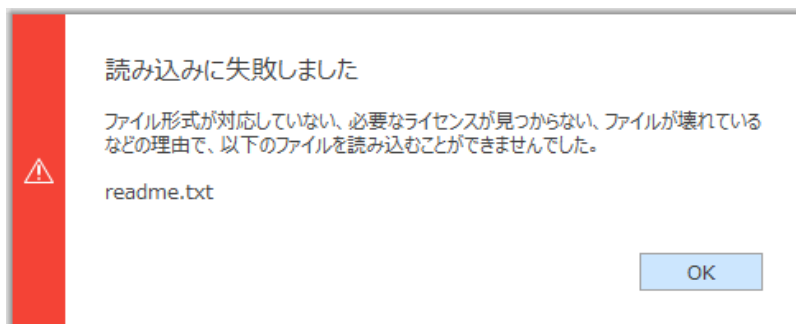 読み込みに失敗しました
ファイル形式が対応していない、必要なライセンスが見つからない、ファイルが壊れている
などの理由で、以下のファイルを読み込むことができませんでした。
readme.txt
OK